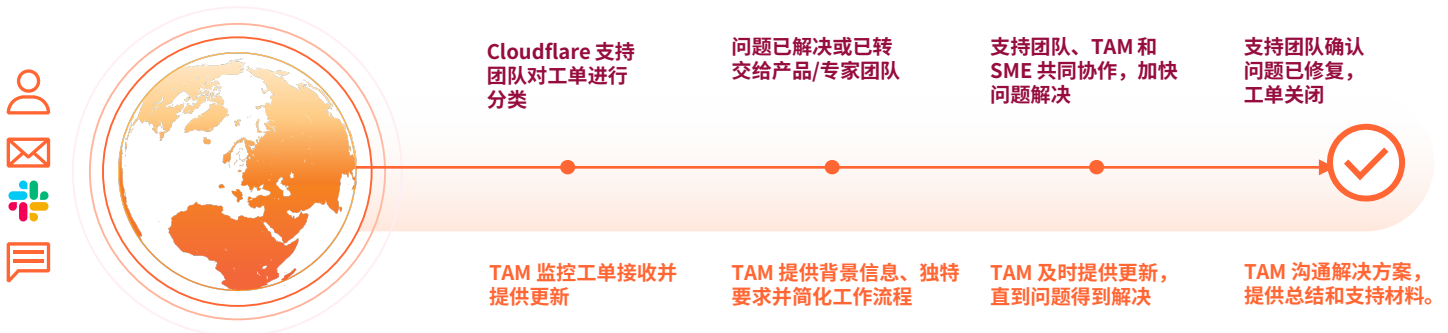 Cloudflare 支持
团队对工单进行
分类
问题已解决或已转
交给产品/专家团队
支持团队、TAM 和
SME 共同协作，加快
问题解决
支持团队确认
问题已修复，
工单关闭
TAM 监控工单接收并
提供更新
TAM 提供背景信息、独特
要求并简化工作流程
TAM 及时提供更新，
直到问题得到解决
TAM 沟通解决方案，
提供总结和支持材料。